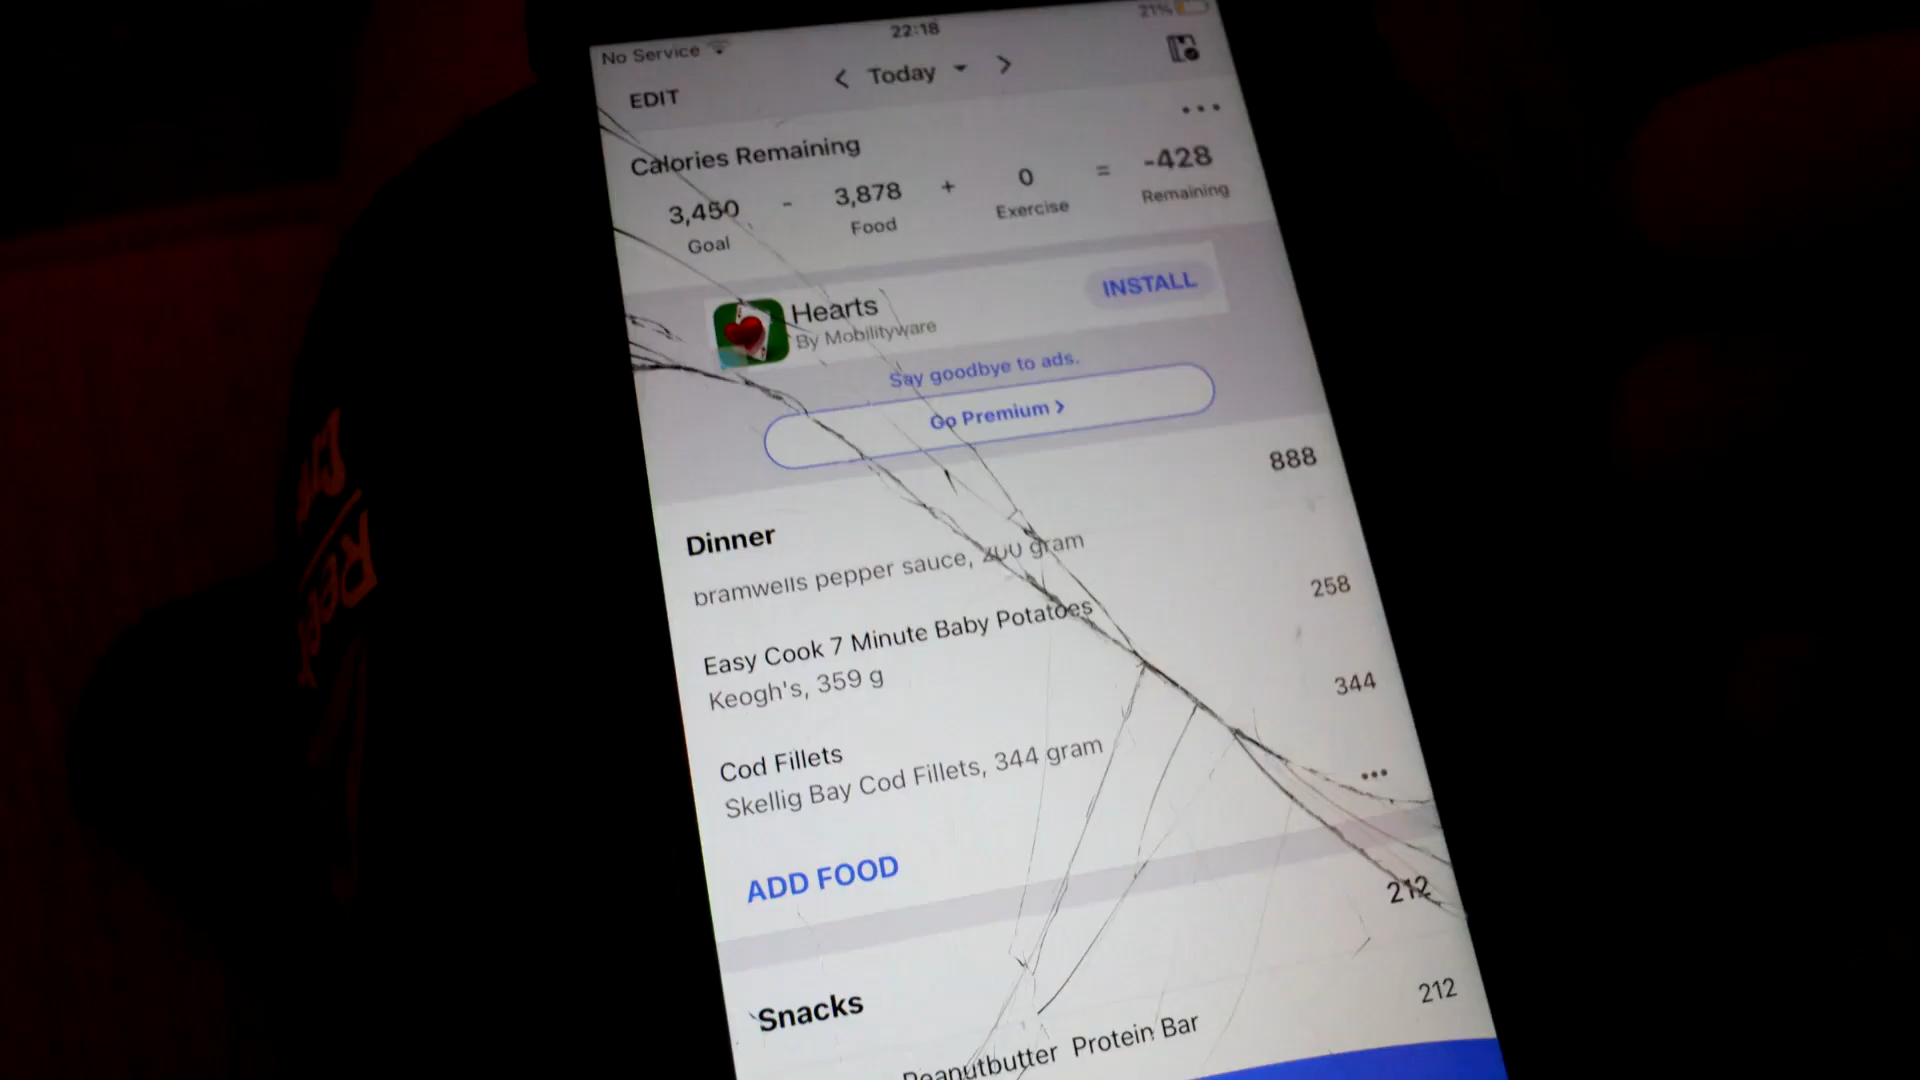 No Service
22:18
21%
EDIT
< Today >
Calories Remaining
...
3,450 - 3,878 + 0 = -428
Goal Food Exercise Remaining
Hearts
By Mobilityware
INSTALL
Say goodbye to ads.
Go Premium >
Dinner 888
bramwells pepper sauce, 200 gram
Easy Cook 7 Minute Baby Potatoes 258
Keogh's, 359 g
Cod Fillets 344
Skellig Bay Cod Fillets, 344 gram
ADD FOOD ...
Snacks 212
Peanutbutter Protein Bar 212